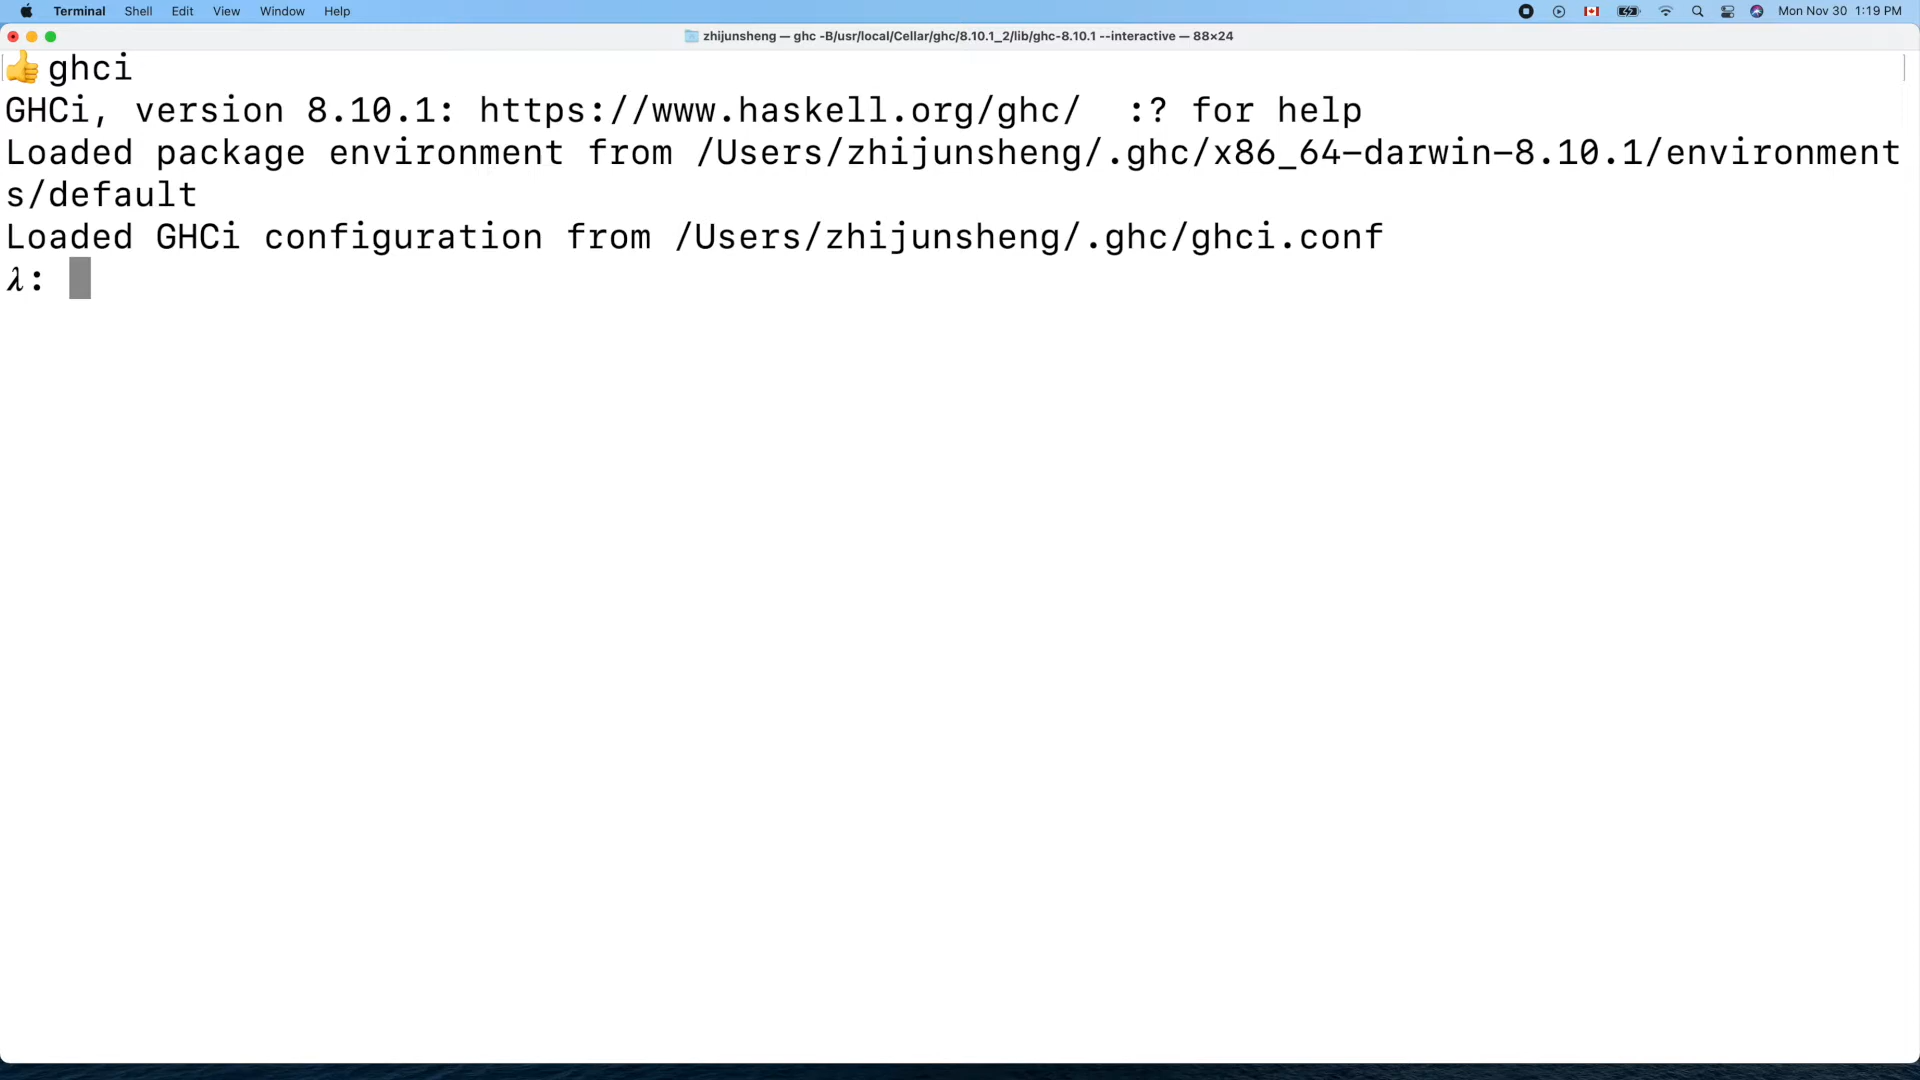 Terminal Shell Edit View Window Help Mon Nov 30 1:19 PM
zhijunsheng — ghc -B/usr/local/Cellar/ghc/8.10.1_2/lib/ghc-8.10.1 --interactive — 88×24
👍 ghci
GHCi, version 8.10.1: https://www.haskell.org/ghc/  :? for help
Loaded package environment from /Users/zhijunsheng/.ghc/x86_64-darwin-8.10.1/environment
s/default
Loaded GHCi configuration from /Users/zhijunsheng/.ghc/ghci.conf
λ: